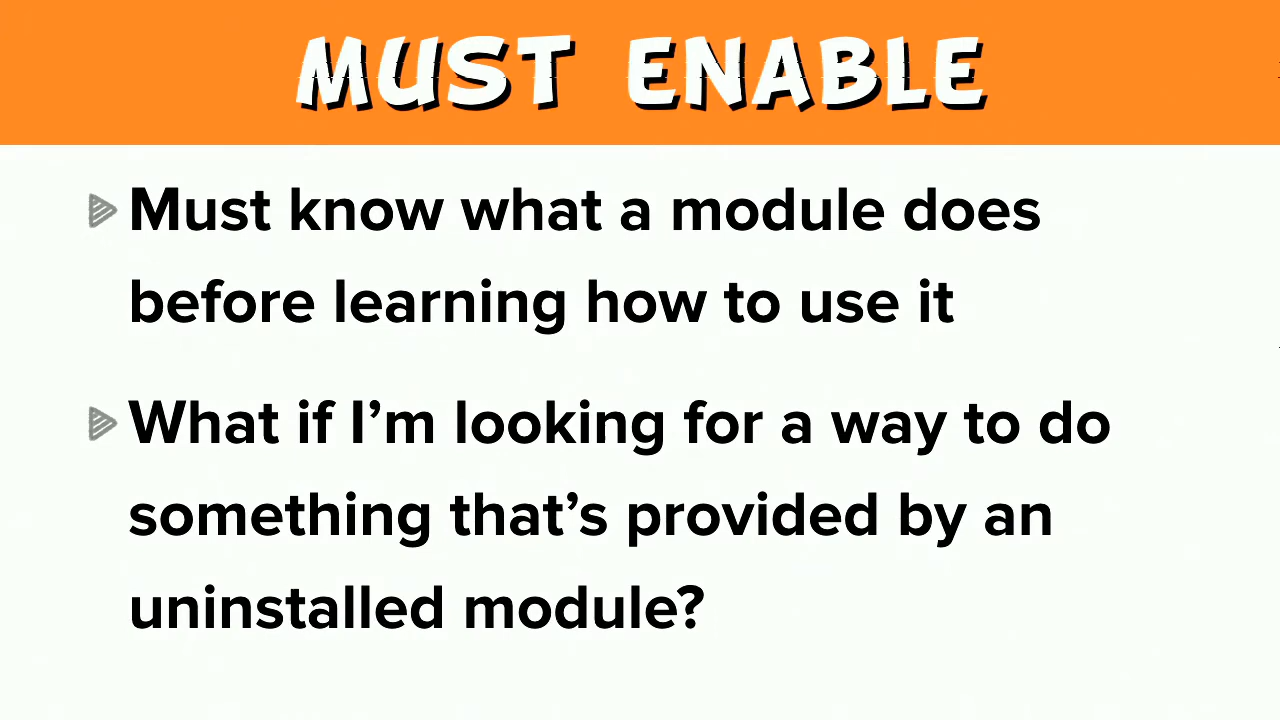 MUST ENABLE
Must know what a module does
before learning how to use it
What if I’m looking for a way to do
something that’s provided by an
uninstalled module?